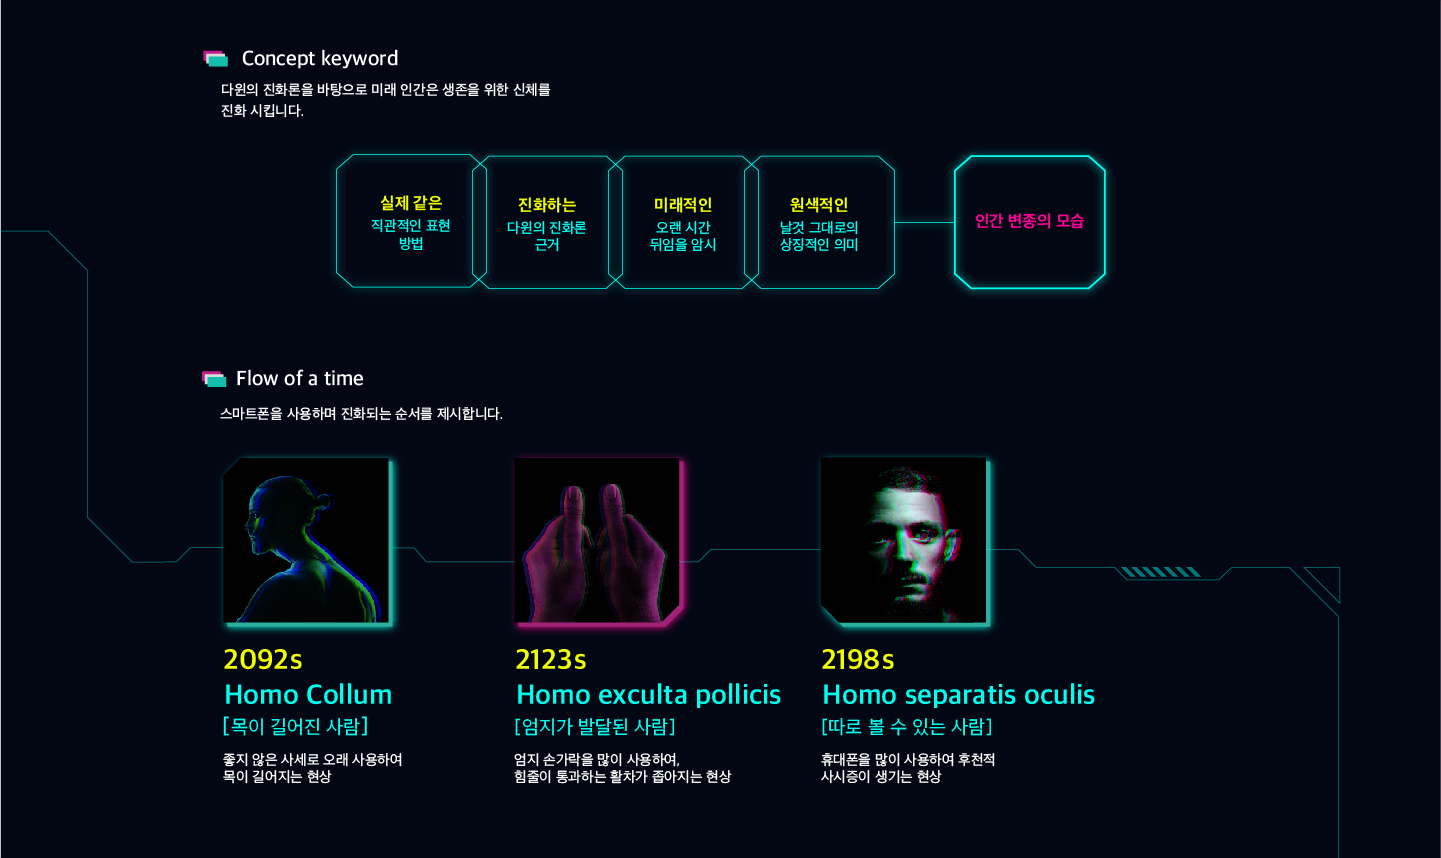 Concept keyword
다윈의 진화론을 바탕으로 미래 인간은 생존을 위한 신체를
진화 시킵니다.
실제 같은
직관적인 표현
방법
진화하는
다윈의 진화론
근거
미래적인
오랜 시간
뒤임을 암시
원색적인
날것 그대로의
상징적인 의미
인간 변종의 모습
Flow of a time
스마트폰을 사용하며 진화되는 순서를 제시합니다.
2092s
Homo Collum
[목이 길어진 사람]
좋지 않은 사세로 오래 사용하여
목이 길어지는 현상
2123s
Homo exculta pollicis
[엄지가 발달된 사람]
엄지 손가락을 많이 사용하여,
힘줄이 통과하는 활차가 좁아지는 현상
2198s
Homo separatis oculis
[따로 볼 수 있는 사람]
휴대폰을 많이 사용하여 후천적
사시증이 생기는 현상